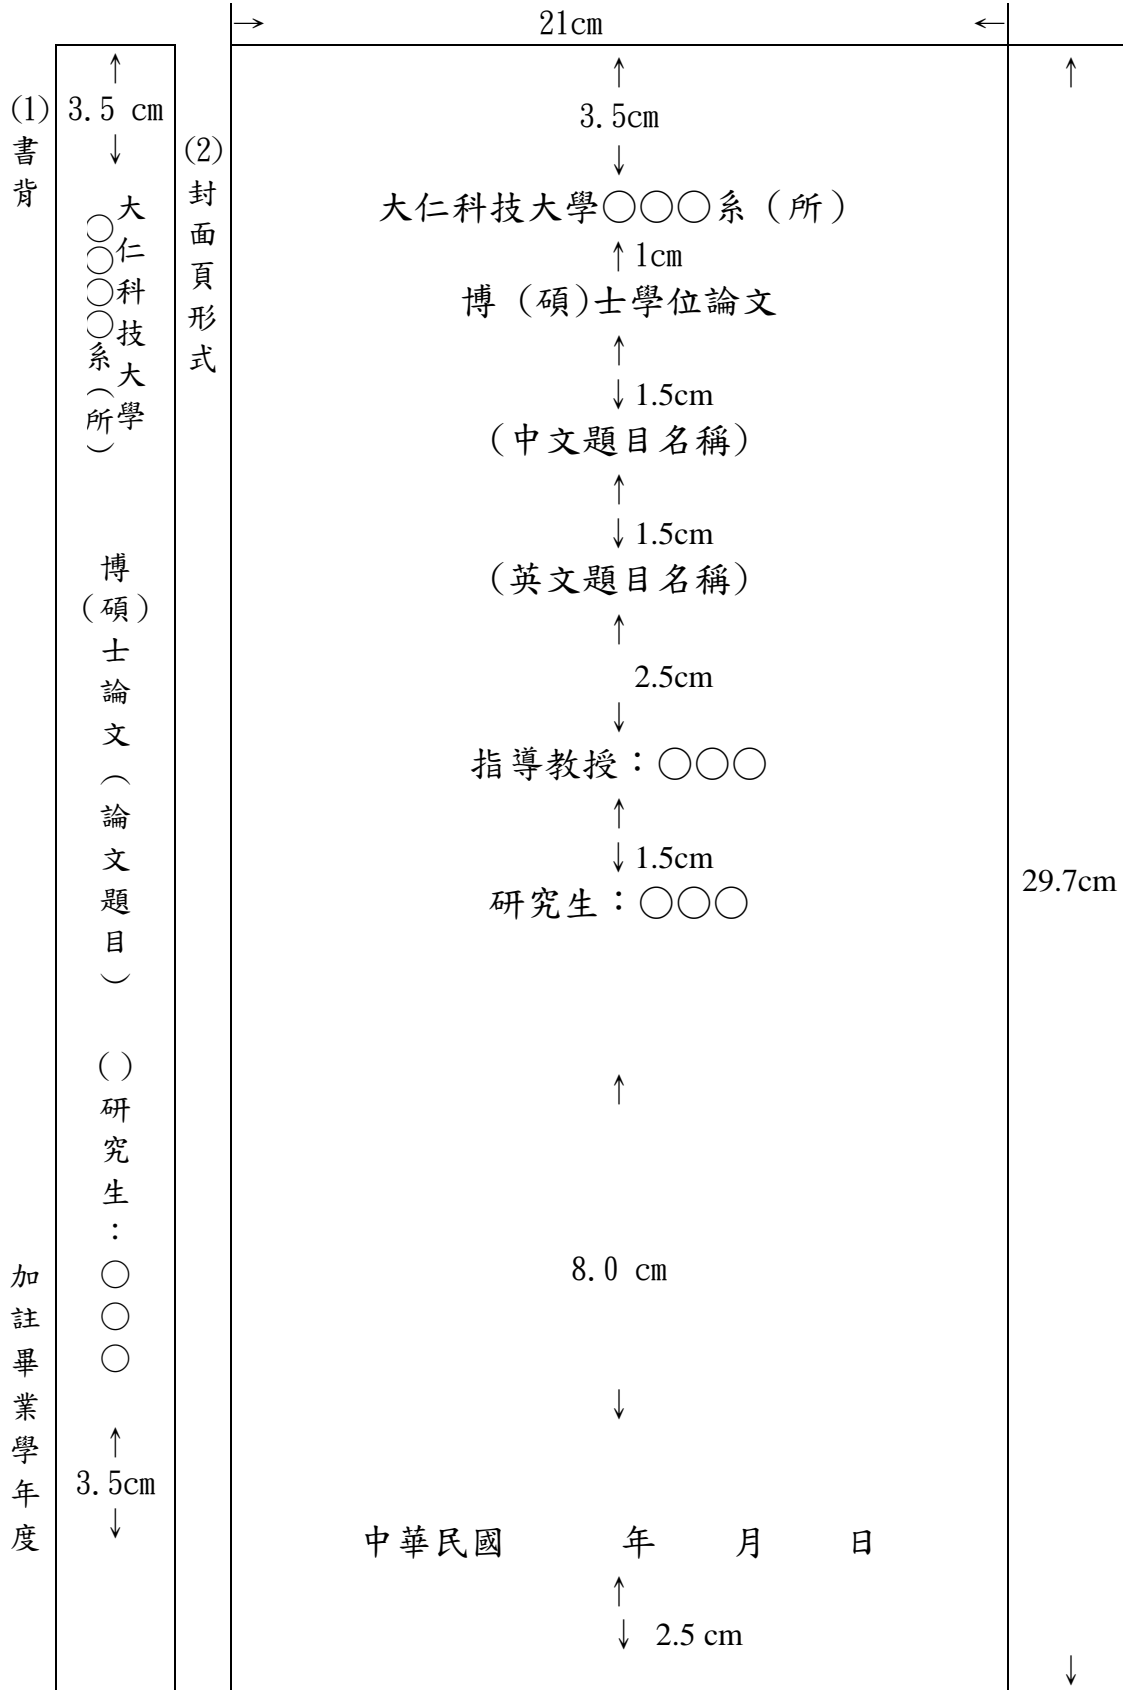 → 21cm ←
(1)書背
↑
3.5 cm
↓
大仁科技大學
○○○○系（所）
博（碩）士論文（論文題目）
( )研究生：○○○
↑
3.5cm
↓
加註畢業學年度
(2)封面頁形式
↑
3.5cm
↓
大仁科技大學○○○系（所）
↑1cm
博（碩)士學位論文
↑
↓1.5cm
(中文題目名稱)
↑
↓1.5cm
(英文題目名稱)
↑
2.5cm
↓
指導教授：○○○
↑
↓1.5cm
研究生：○○○
↑
8.0 cm
↓
中華民國 年 月 日
↑
↓ 2.5 cm
↑
29.7cm
↓